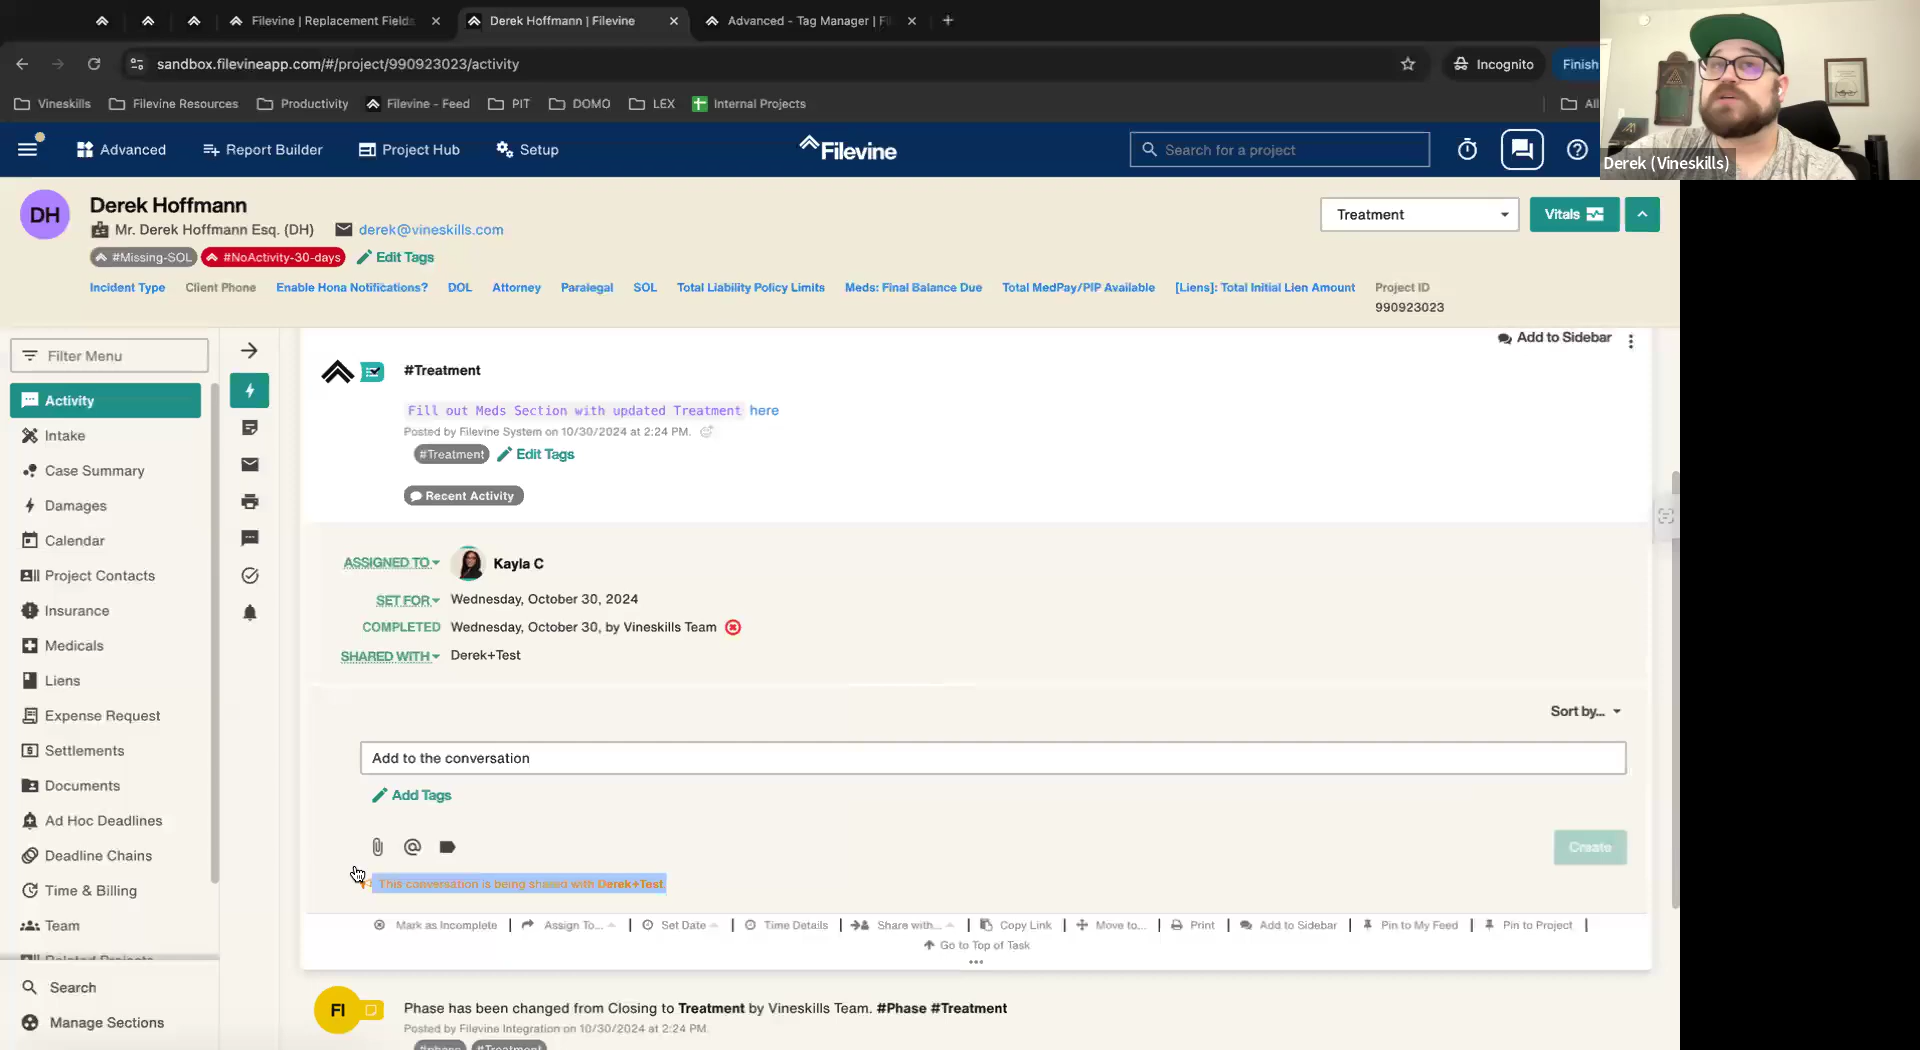 Filevine | Replacement Fields
Derek Hoffmann | Filevine
Advanced - Tag Manager | Fi
sandbox.filevineapp.com/#/project/990923023/activity
Incognito
Finish
Vineskills
Filevine Resources
Productivity
Filevine - Feed
PIT
DOMO
LEX
Internal Projects
All
Advanced
Report Builder
Project Hub
Setup
Filevine
Search for a project
Derek (Vineskills)
DH
Derek Hoffmann
Mr. Derek Hoffmann Esq. (DH)
derek@vineskills.com
#Missing-SOL
#NoActivity-30-days
Edit Tags
Treatment
Vitals
Incident Type
Client Phone
Enable Hona Notifications?
DOL
Attorney
Paralegal
SOL
Total Liability Policy Limits
Meds: Final Balance Due
Total MedPay/PIP Available
[Liens]: Total Initial Lien Amount
Project ID
990923023
Filter Menu
Activity
Intake
Case Summary
Damages
Calendar
Project Contacts
Insurance
Medicals
Liens
Expense Request
Settlements
Documents
Ad Hoc Deadlines
Deadline Chains
Time & Billing
Team
Related Projects
Search
Manage Sections
Add to Sidebar
#Treatment
Fill out Meds Section with updated Treatment here
Posted by Filevine System on 10/30/2024 at 2:24 PM.
#Treatment
Edit Tags
Recent Activity
ASSIGNED TO
Kayla C
SET FOR
Wednesday, October 30, 2024
COMPLETED
Wednesday, October 30, by Vineskills Team
SHARED WITH
Derek+Test
Sort by...
Add to the conversation
Add Tags
@
Create
This conversation is being shared with Derek+Test.
Mark as Incomplete
Assign To...
Set Date
Time Details
Share with...
Copy Link
Move to...
Print
Add to Sidebar
Pin to My Feed
Pin to Project
Go to Top of Task
FI
Phase has been changed from Closing to Treatment by Vineskills Team. #Phase #Treatment
Posted by Filevine Integration on 10/30/2024 at 2:24 PM.
#phase
#Treatment